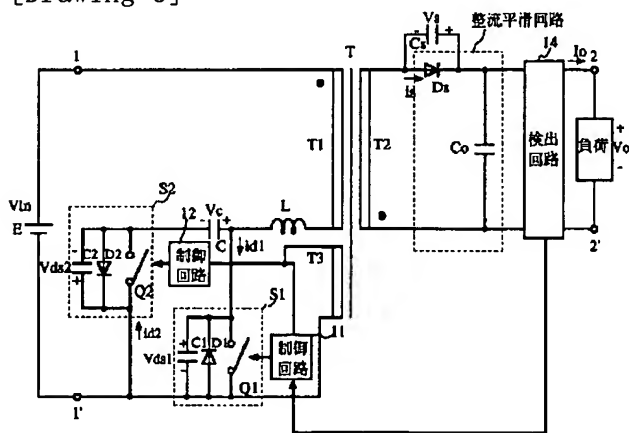 整流平滑回路
Vs
Cs
T
14
Io
1
2
is
Ds
T1
T2
Co
検出
回路
負荷
+
Vo
-
Vin
E
S2
12
Vc
- +
C
L
id1
制御
回路
T3
2'
C2
D2
Vds2
Q2
S1
id2
C1
D1
Vds1
Q1
制御
回路
11
1'